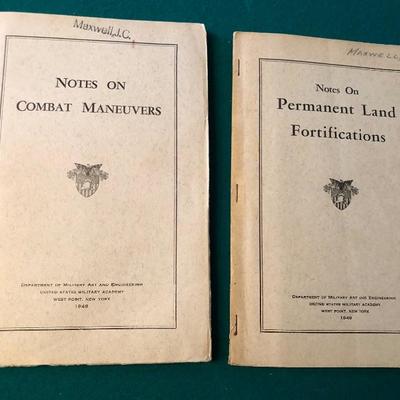 Maxwell, J.C.
NOTES ON
COMBAT MANEUVERS
DEPARTMENT OF MILITARY ART AND ENGINEERING
UNITED STATES MILITARY ACADEMY
WEST POINT, NEW YORK
MAXWELL,
Notes On
Permanent Land
Fortifications
DEPARTMENT OF MILITARY ART AND ENGINEERING
UNITED STATES MILITARY ACADEMY
WEST POINT, NEW YORK